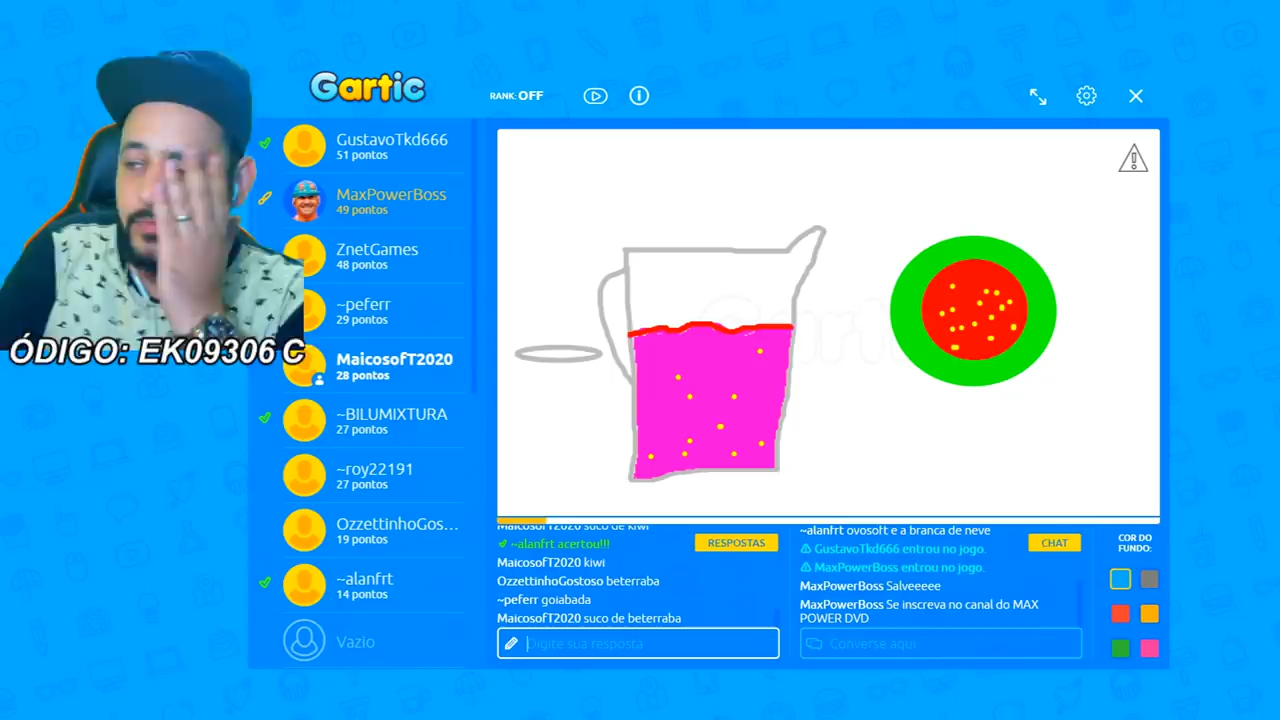 Gartic
RANK: OFF
GustavoTkd666
51 pontos
MaxPowerBoss
49 pontos
ZnetGames
48 pontos
~peferr
29 pontos
ÓDIGO: EK09306 C
MaicosofT2020
28 pontos
~BILUMIXTURA
27 pontos
~roy22191
27 pontos
OzzettinhoGos...
19 pontos
~alanfrt
14 pontos
Vazio
MaicosofT2020 suco de kiwi
~alanfrt acertou!!!
RESPOSTAS
MaicosofT2020 kiwi
OzzettinhoGostoso beterraba
~peferr goiabada
MaicosofT2020 suco de beterraba
Digite sua resposta
~alanfrt ovosoft e a branca de neve
GustavoTkd666 entrou no jogo.
CHAT
MaxPowerBoss entrou no jogo.
MaxPowerBoss Salveeeee
MaxPowerBoss Se inscreva no canal do MAX
POWER DVD
Converse aqui
COR DO
FUNDO: